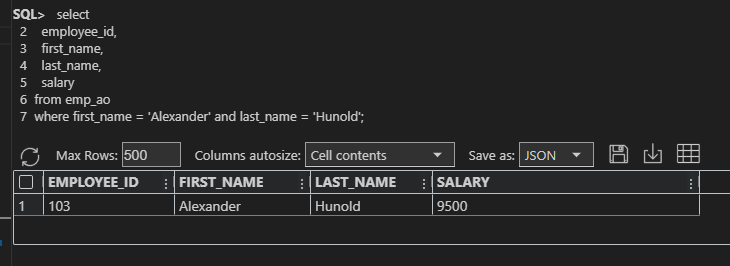 SQL> select
2 employee_id,
3 first_name,
4 last_name,
5 salary
6 from emp_ao
7 where first_name = 'Alexander' and last_name = 'Hunold';
Max Rows: 500 Columns autosize: Cell contents Save as: JSON
EMPLOYEE_ID FIRST_NAME LAST_NAME SALARY
1 103 Alexander Hunold 9500